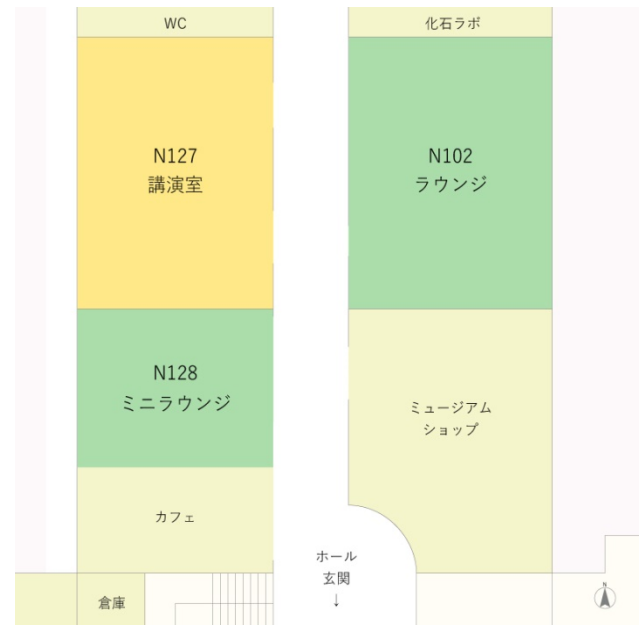 WC
化石ラボ
N127
講演室
N102
ラウンジ
N128
ミニラウンジ
ミュージアム
ショップ
カフェ
ホール
玄関
↓
倉庫
N